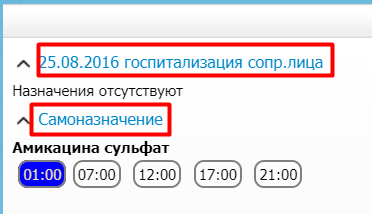 25.08.2016 госпитализация сопр.лица
Назначения отсутствуют
Самоназначение
Амикацина сульфат
01:00 07:00 12:00 17:00 21:00